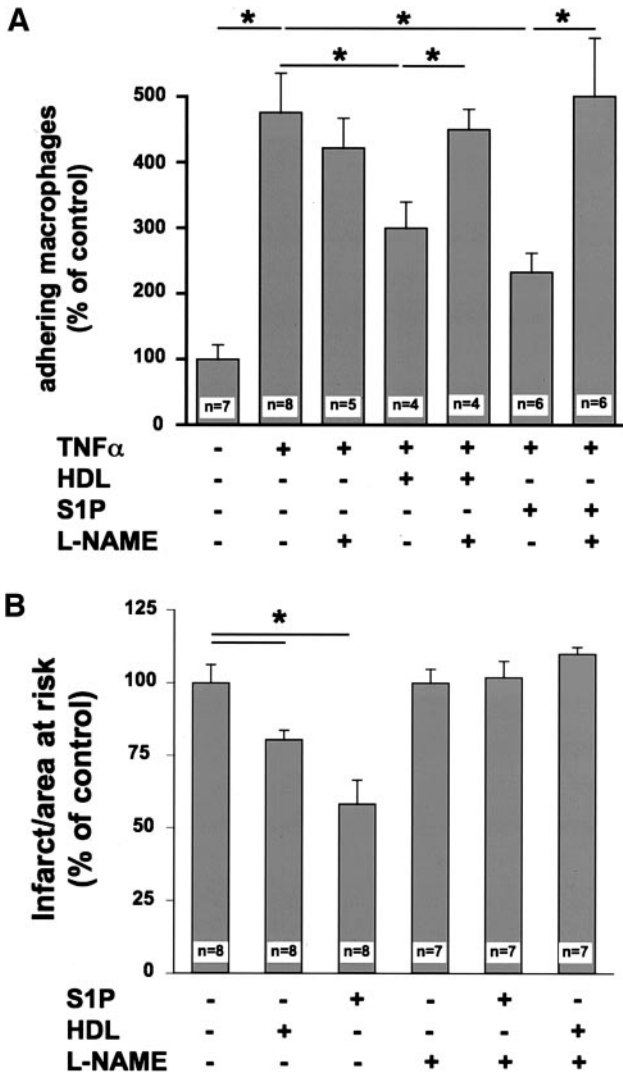 A
* * *
* *
adhering macrophages
(% of control)
500
400
300
200
100
0
n=7 n=8 n=5 n=4 n=4 n=6 n=6
TNFα - + + + + + +
HDL - - - + + - -
S1P - - - - - + +
L-NAME - - + - + - +
B
*
Infarct/area at risk
(% of control)
125
100
75
50
25
0
n=8 n=8 n=8 n=7 n=7 n=7
S1P - - + - + -
HDL - + - - - +
L-NAME - - - + + +